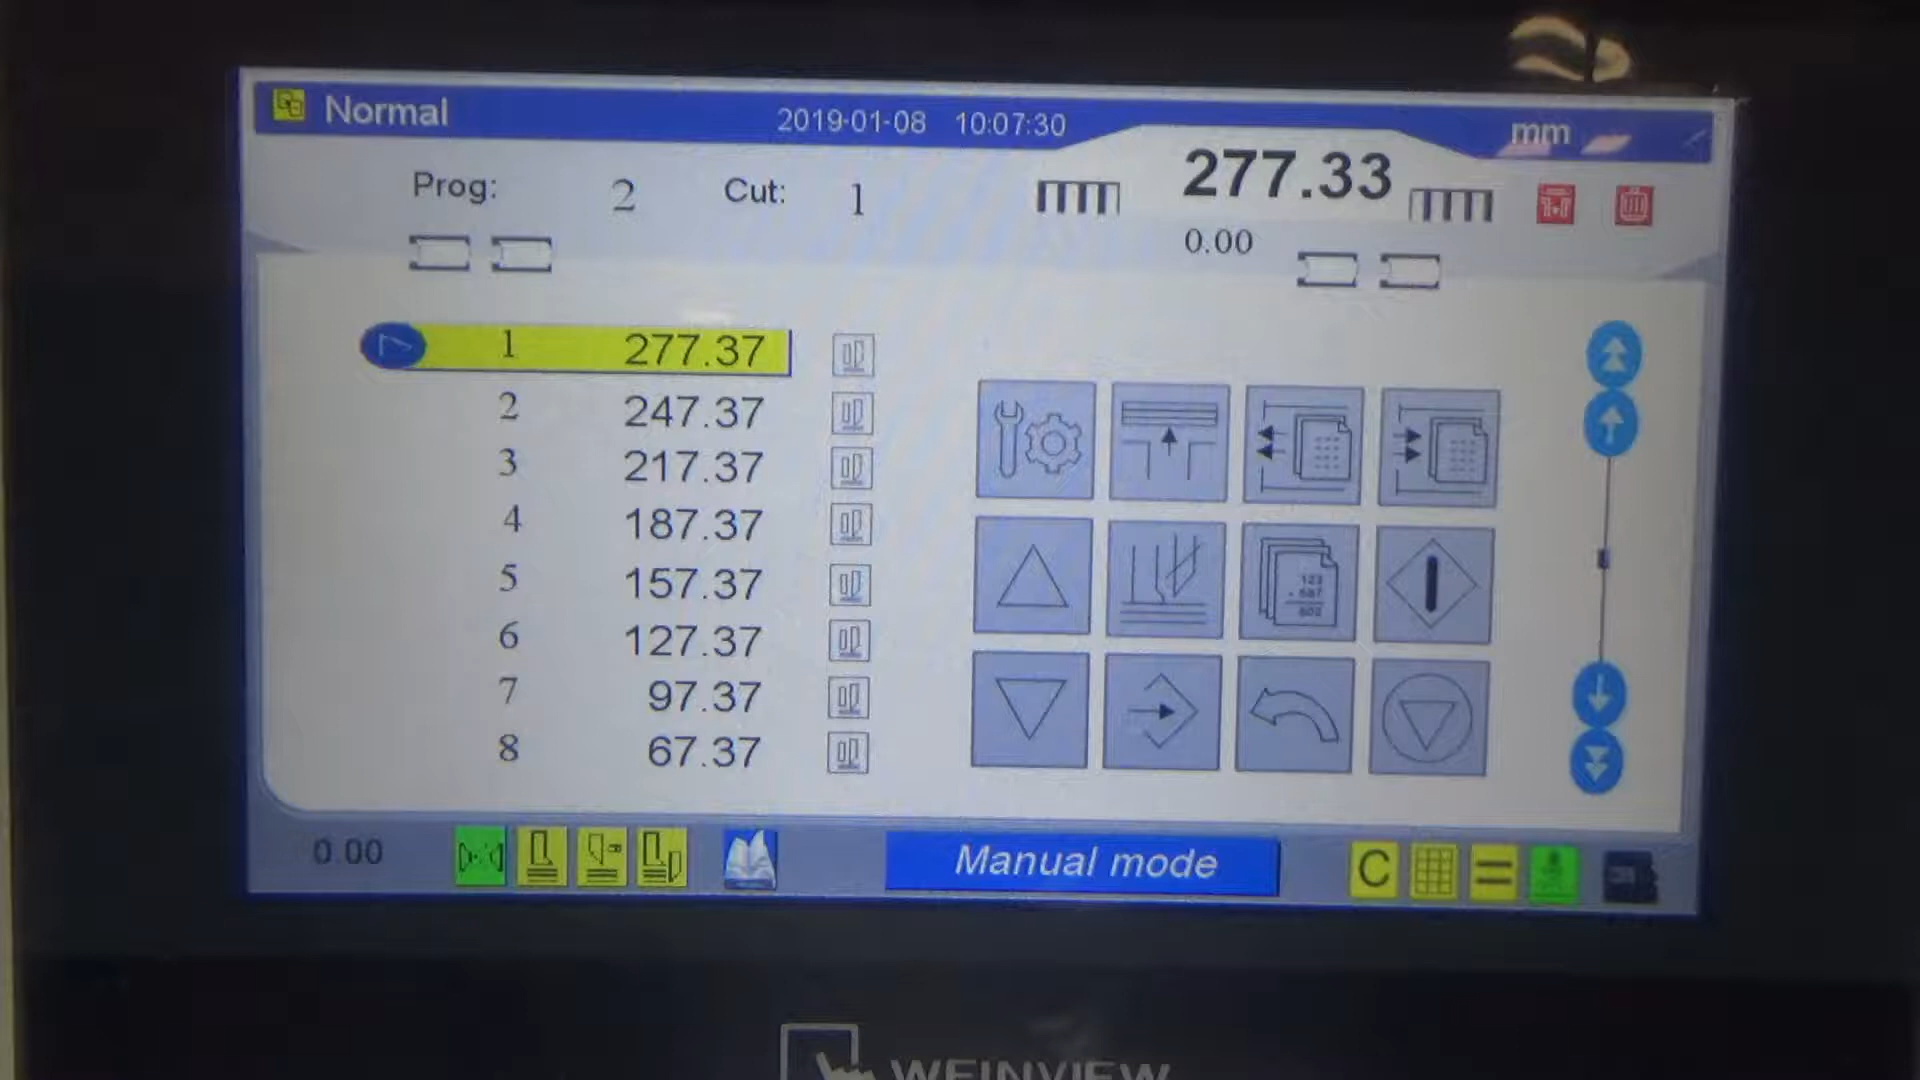 Normal 2019-01-08 10:07:30 mm
Prog: 2 Cut: 1 277.33
0.00
1 277.37
2 247.37
3 217.37
4 187.37
5 157.37
6 127.37
7 97.37
8 67.37
123
0.00 Manual mode C
WEINVIEW